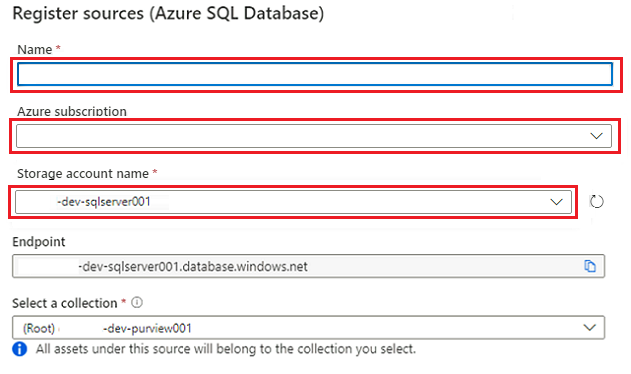 Register sources (Azure SQL Database)
Name *
Azure subscription
Storage account name *
-dev-sqlserver001
Endpoint
-dev-sqlserver001.database.windows.net
Select a collection *
(Root) -dev-purview001
All assets under this source will belong to the collection you select.